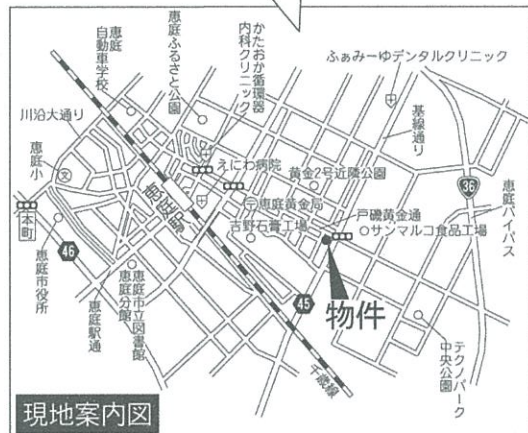 恵庭
自動車学校
恵庭ふるさと公園
かたおか循環器
内科クリニック
ふぁみーゆデンタルクリニック
川沿大通り
基線通り
恵庭小
文
えにわ病院
黄金2号近隣公園
36
恵庭バイパス
本町
恵庭駅
恵庭黄金局
戸磯黄金通
吉野石膏工場
サンマルコ食品工場
恵庭市役所
46
恵庭駅通
恵庭市立図書館
恵庭分館
45
物件
千歳線
テクノパーク
中央公園
現地案内図